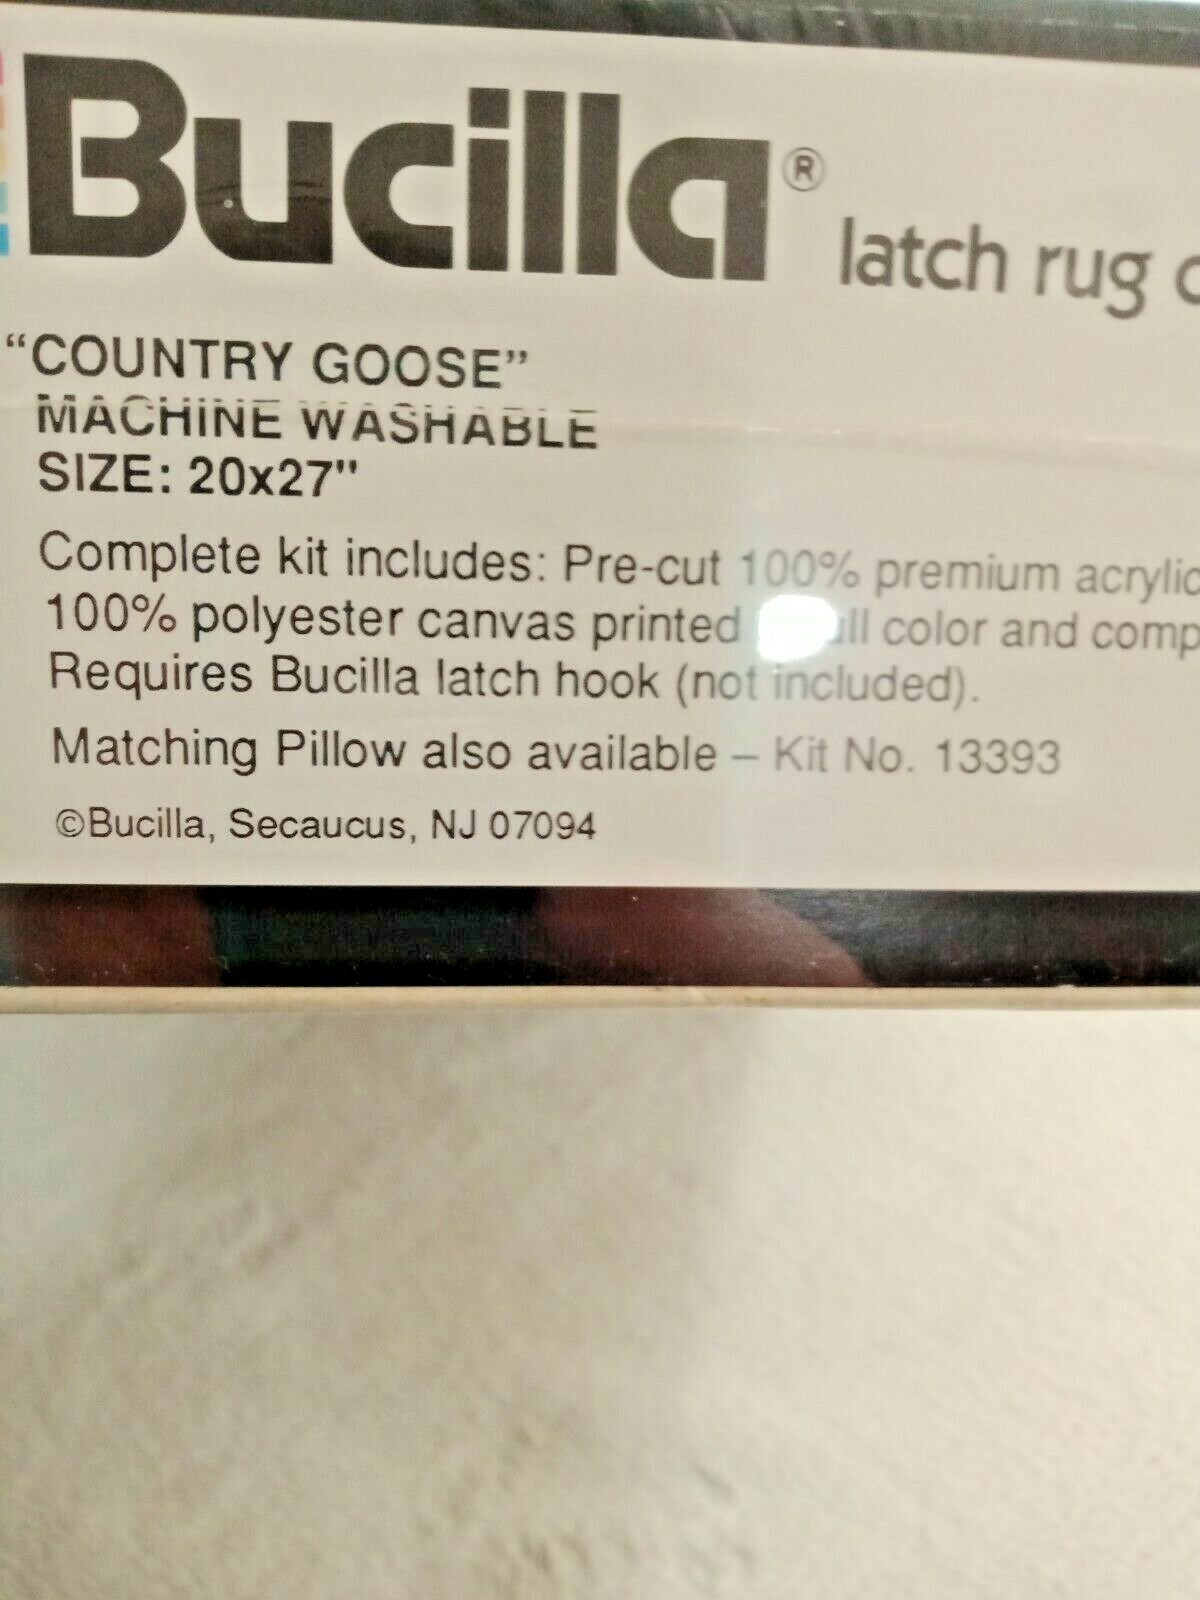 Bucilla®
latch rug
"COUNTRY GOOSE"
MACHINE WASHABLE
SIZE: 20x27"
Complete kit includes: Pre-cut 100% premium acrylic
100% polyester canvas printed color and comp
Requires Bucilla latch hook (not included).
Matching Pillow also available – Kit No. 13393
©Bucilla, Secaucus, NJ 07094